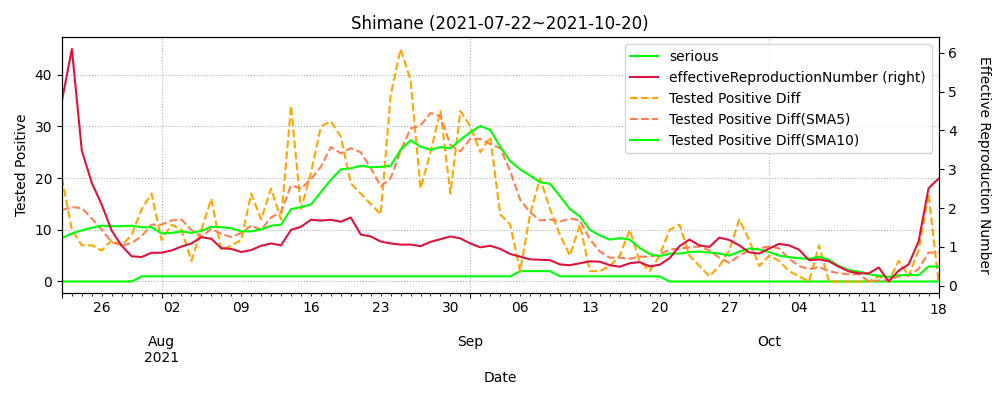 Shimane (2021-07-22~2021-10-20)
serious
effectiveReproductionNumber (right)
Tested Positive Diff
Tested Positive Diff(SMA5)
Tested Positive Diff(SMA10)
Tested Positive
40
30
20
10
0
6
5
4
3
2
1
0
Effective Reproduction Number
26 02 09 16 23 30 06 13 20 27 04 11 18
Aug Sep Oct
2021
Date